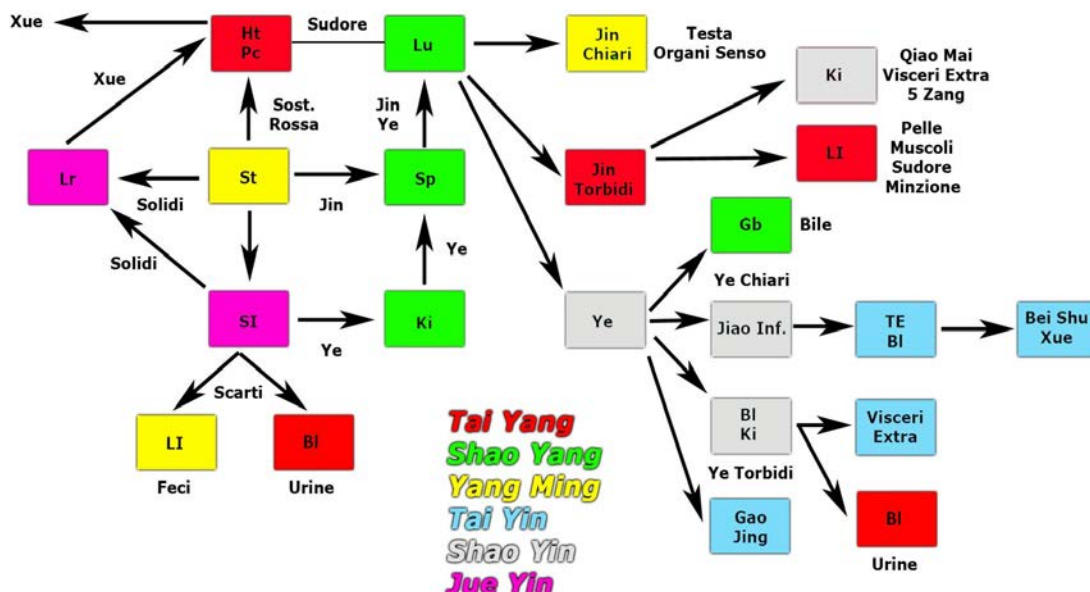 Xue
Ht
Pc
Sudore
Lu
Jin
Chiari
Testa
Organi Senso
Ki
Qiao Mai
Visceri Extra
5 Zang
Xue
Sost.
Rossa
Jin
Ye
Lr
Solidi
St
Jin
Sp
Jin
Torbidi
LI
Pelle
Muscoli
Sudore
Minzione
Solidi
Ye
Gb
Bile
Ye Chiari
SI
Ye
Ki
Ye
Jiao Inf.
TE
Bl
Bei Shu
Xue
Scarti
LI
Feci
Bl
Urine
Bl
Ki
Ye Torbidi
Visceri
Extra
Gao
Jing
Bl
Urine
Tai Yang
Shao Yang
Yang Ming
Tai Yin
Shao Yin
Jue Yin